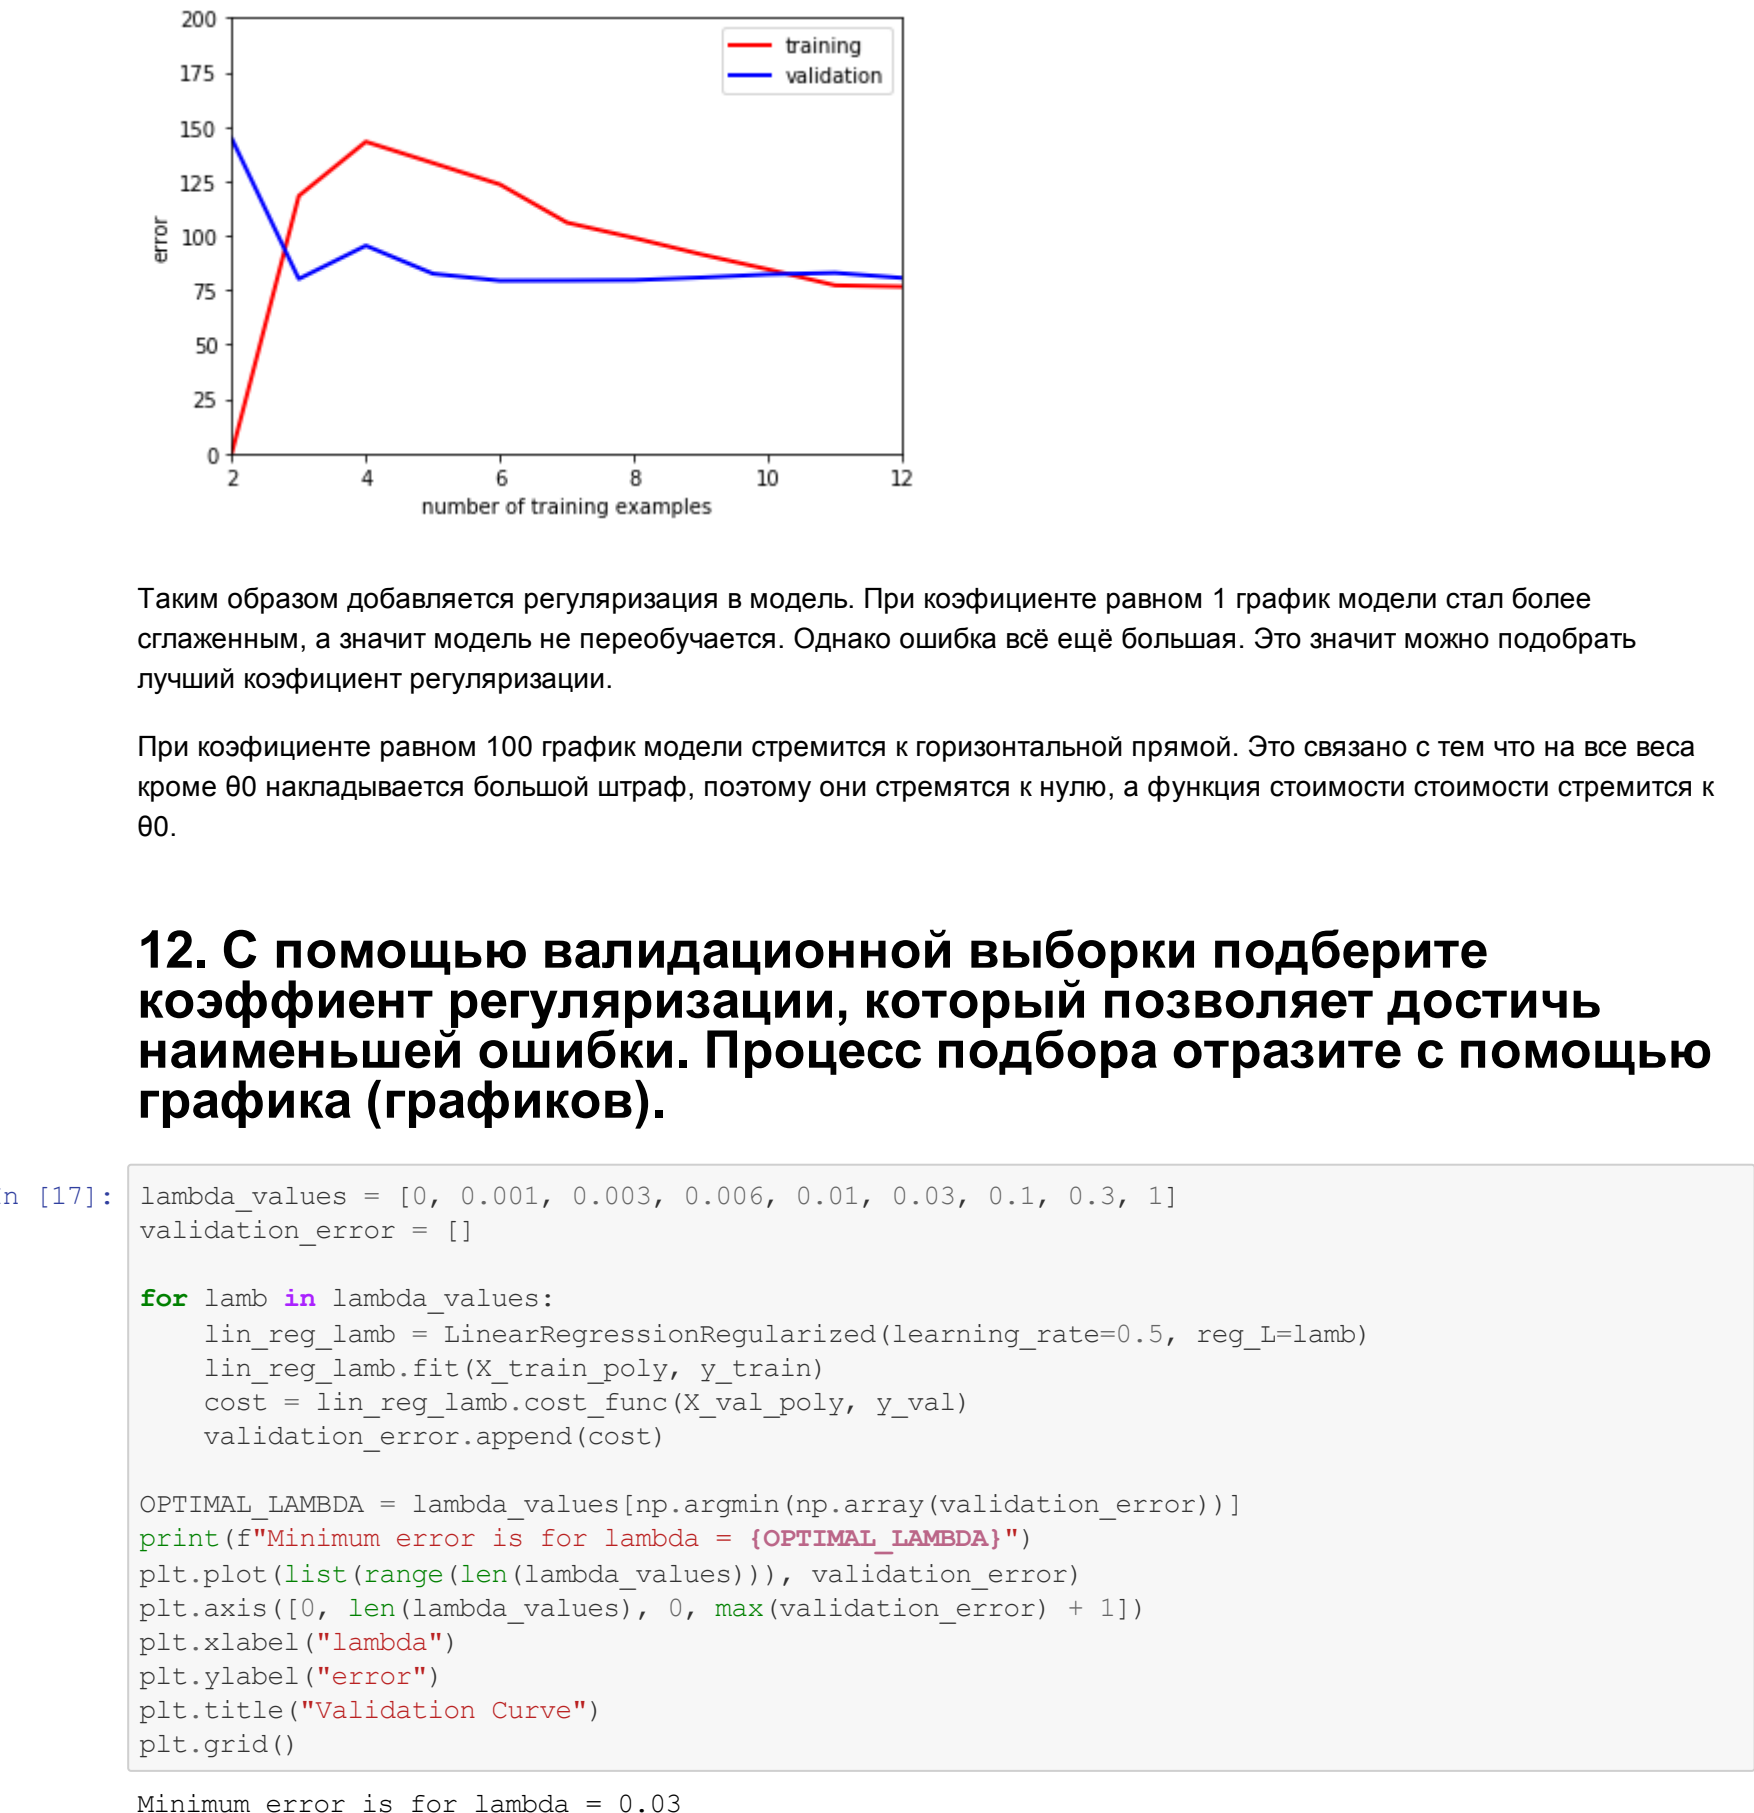 200
training
175
validation
150
125
100
error
75
50
25
0
2 4 6 8 10 12
number of training examples
Таким образом добавляется регуляризация в модель. При коэфициенте равном 1 график модели стал более
сглаженным, а значит модель не переобучается. Однако ошибка всё ещё большая. Это значит можно подобрать
лучший коэфициент регуляризации.
При коэфициенте равном 100 график модели стремится к горизонтальной прямой. Это связано с тем что на все веса
кроме θ0 накладывается большой штраф, поэтому они стремятся к нулю, а функция стоимости стоимости стремится к
θ0.
12. С помощью валидационной выборки подберите
коэффиент регуляризации, который позволяет достичь
наименьшей ошибки. Процесс подбора отразите с помощью
графика (графиков).
n [17]: lambda_values = [0, 0.001, 0.003, 0.006, 0.01, 0.03, 0.1, 0.3, 1]
validation_error = []
for lamb in lambda_values:
    lin_reg_lamb = LinearRegressionRegularized(learning_rate=0.5, reg_L=lamb)
    lin_reg_lamb.fit(X_train_poly, y_train)
    cost = lin_reg_lamb.cost_func(X_val_poly, y_val)
    validation_error.append(cost)
OPTIMAL_LAMBDA = lambda_values[np.argmin(np.array(validation_error))]
print(f"Minimum error is for lambda = {OPTIMAL_LAMBDA}")
plt.plot(list(range(len(lambda_values))), validation_error)
plt.axis([0, len(lambda_values), 0, max(validation_error) + 1])
plt.xlabel("lambda")
plt.ylabel("error")
plt.title("Validation Curve")
plt.grid()
Minimum error is for lambda = 0.03